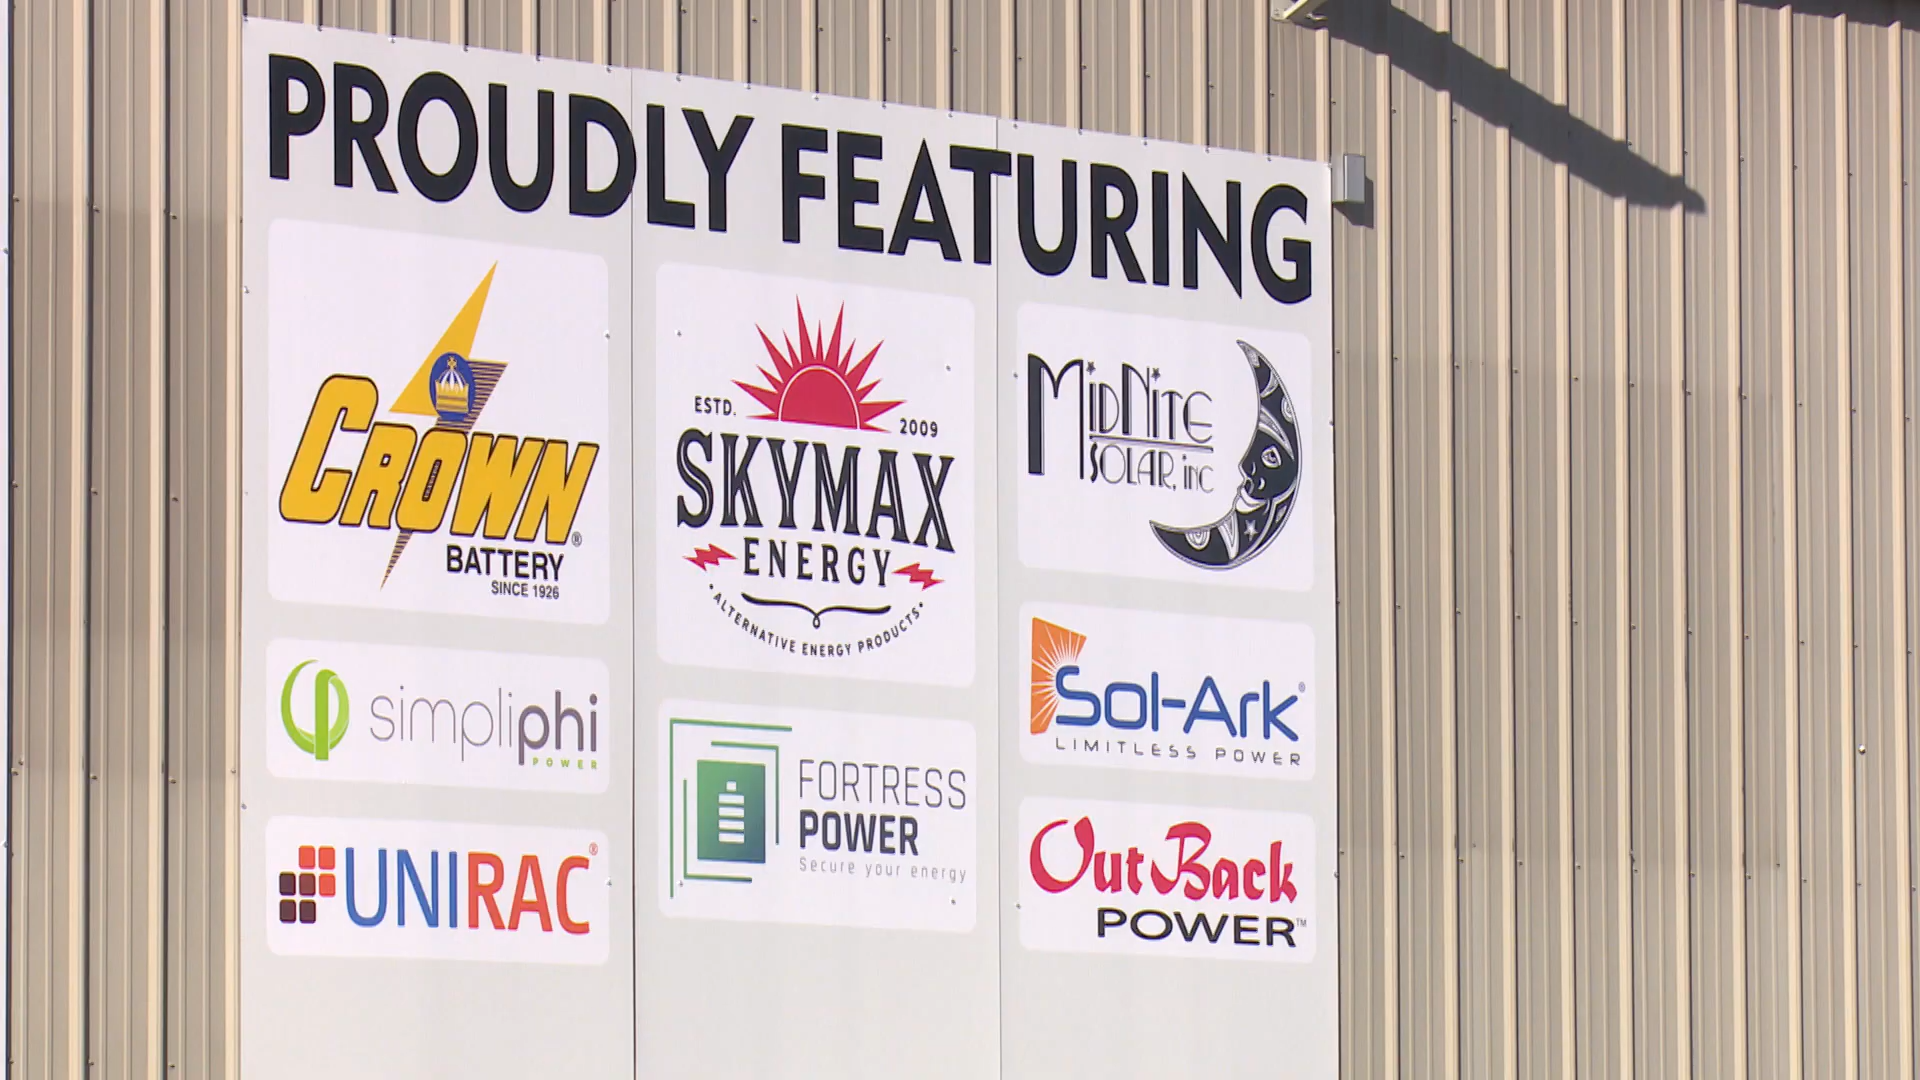 PROUDLY FEATURING
CROWN®
BATTERY
SINCE 1926
simpliphi
POWER
UNIRAC®
ESTD. 2009
SKYMAX
ENERGY
•ALTERNATIVE ENERGY PRODUCTS•
FORTRESS
POWER
Secure your energy
MIDNITE
SOLAR, inc
Sol-Ark®
LIMITLESS POWER
OutBack
POWER™